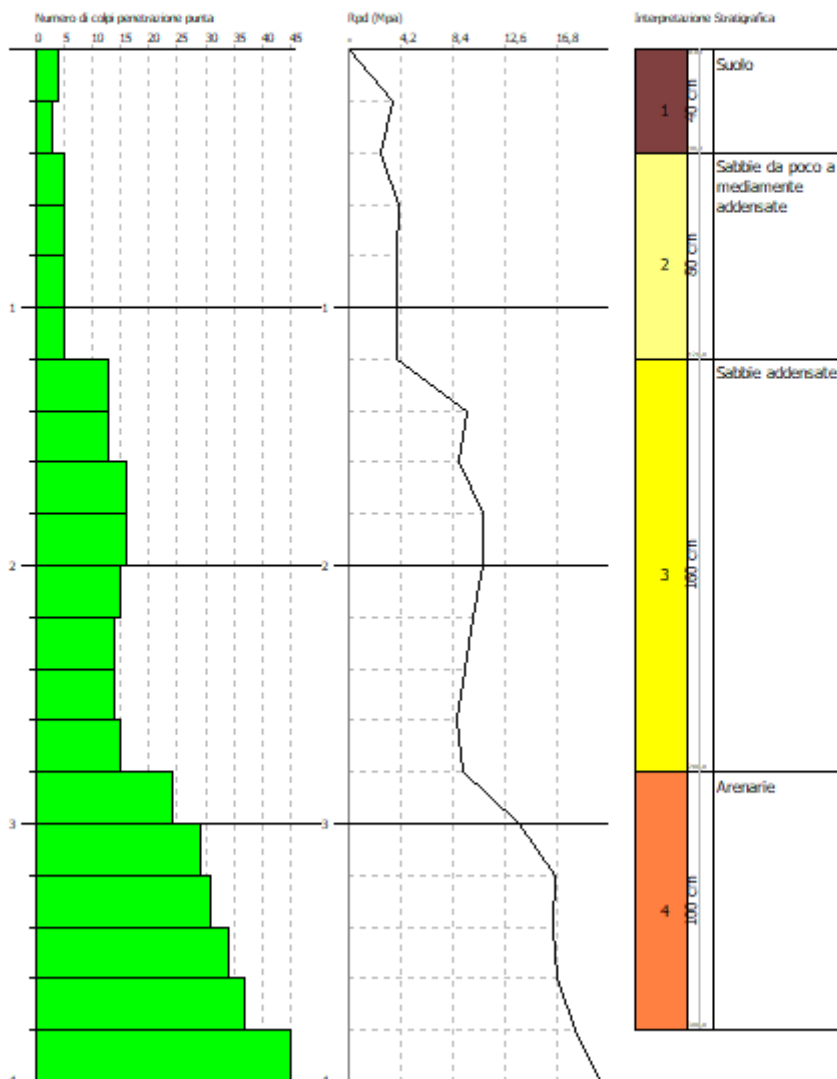 Numero di colpi penetrazione punta
0 5 10 15 20 25 30 35 40 45
Rpd (Mpa)
4,2 8,4 12,6 16,8
Interpretazione Stratigrafica
1
40 cm
Suolo
2
80 cm
Sabbie da poco a
mediamente
addensate
1
1
3
160 cm
Sabbie addensate
2
2
4
100 cm
Arenarie
3
3